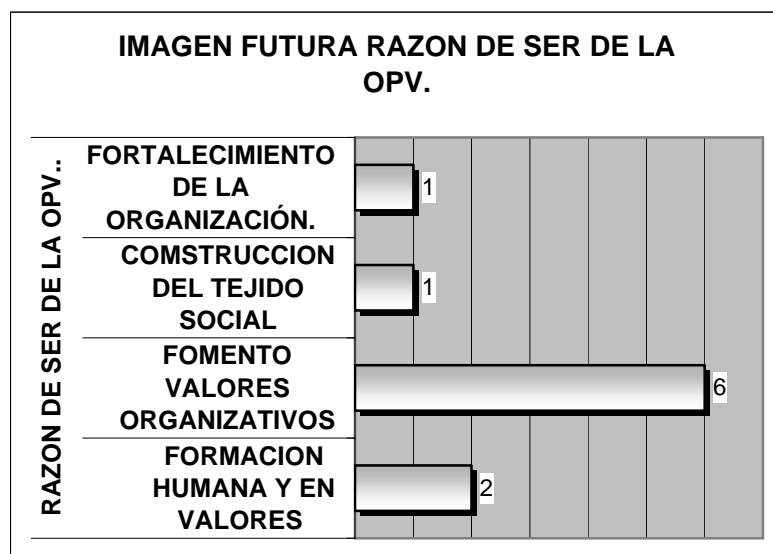 IMAGEN FUTURA RAZON DE SER DE LA
OPV.
RAZON DE SER DE LA OPV..
FORTALECIMIENTO
DE LA
ORGANIZACIÓN.
1
COMSTRUCCION
DEL TEJIDO
SOCIAL
1
FOMENTO
VALORES
ORGANIZATIVOS
6
FORMACION
HUMANA Y EN
VALORES
2